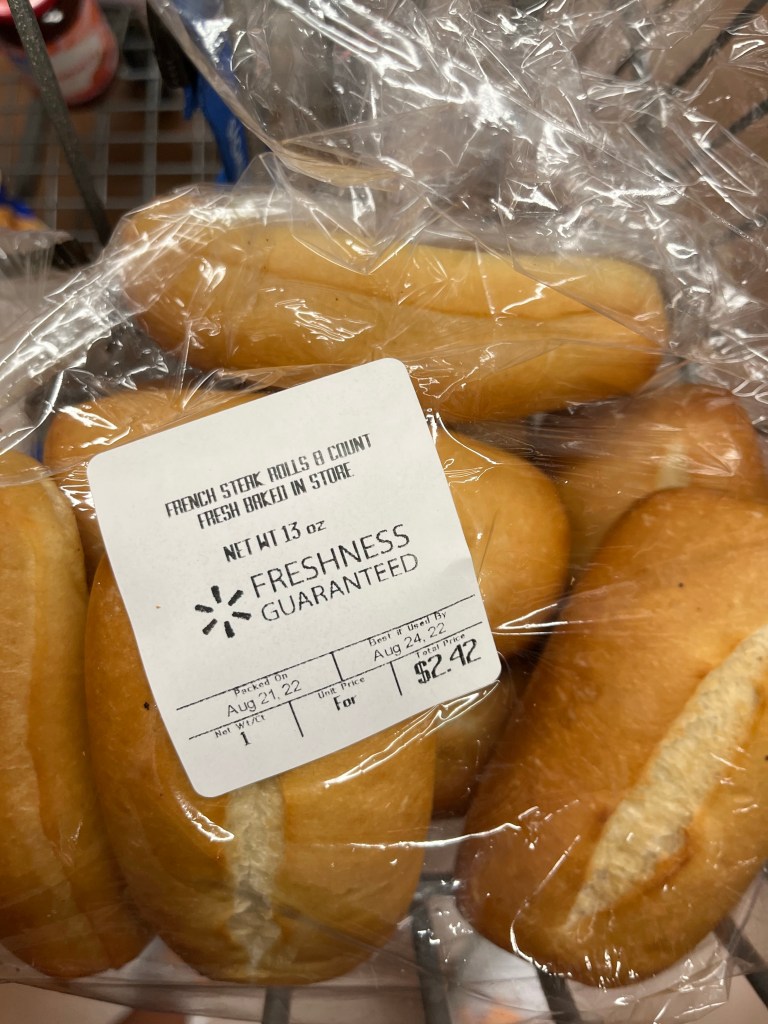 FRENCH STEAK ROLLS 8 COUNT
FRESH BAKED IN STORE
NET WT 13 oz
FRESHNESS
GUARANTEED
Packed On
Aug 21, 22
Best if Used By
Aug 24, 22
Net Wt/Ct
1
Unit Price
For
Total Price
$2.42